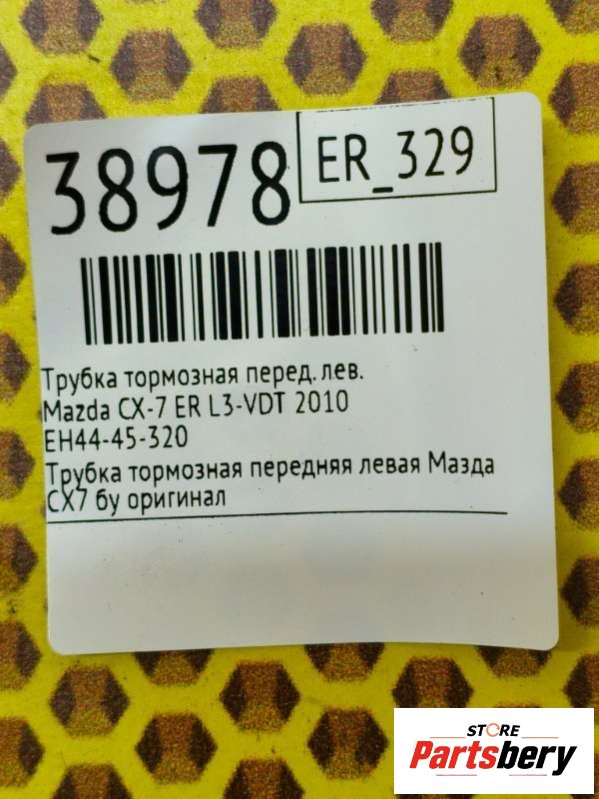 38978
ER_329
Трубка тормозная перед. лев.
Mazda CX-7 ER L3-VDT 2010
EH44-45-320
Трубка тормозная передняя левая Мазда
СХ7 бу оригинал
STORE
Partsbery